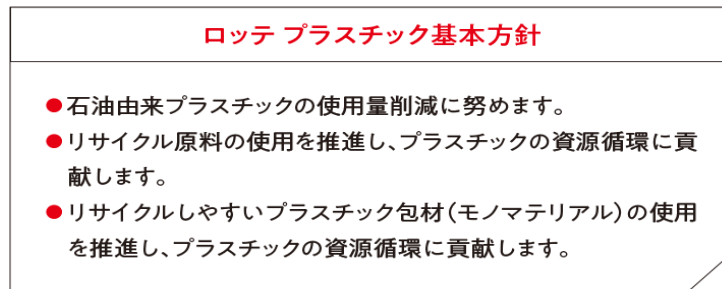 ロッテ プラスチック基本方針
●石油由来プラスチックの使用量削減に努めます。
●リサイクル原料の使用を推進し、プラスチックの資源循環に貢
献します。
●リサイクルしやすいプラスチック包材(モノマテリアル)の使用
を推進し、プラスチックの資源循環に貢献します。